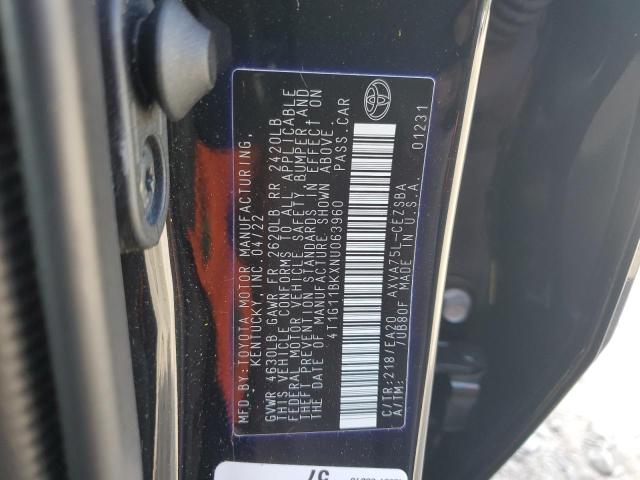 MFD.BY:TOYOTA MOTOR MANUFACTURING,
KENTUCKY, INC. 04/22
GVWR 4630LB GAWR FR 2620LB RR 2420LB
THIS VEHICLE CONFORMS TO ALL APPLICABLE
FEDERAL MOTOR VEHICLE SAFETY, BUMPER, AND
THEFT PREVENTION STANDARDS IN EFFECT ON
THE DATE OF MANUFACTURE SHOWN ABOVE.
4T1G11BKXNU063960 PASS.CAR
C/TR:218/EA20 AXVA75L-CEZSBA
A/TM: 70B80F MADE IN U.S.A. 01231
57